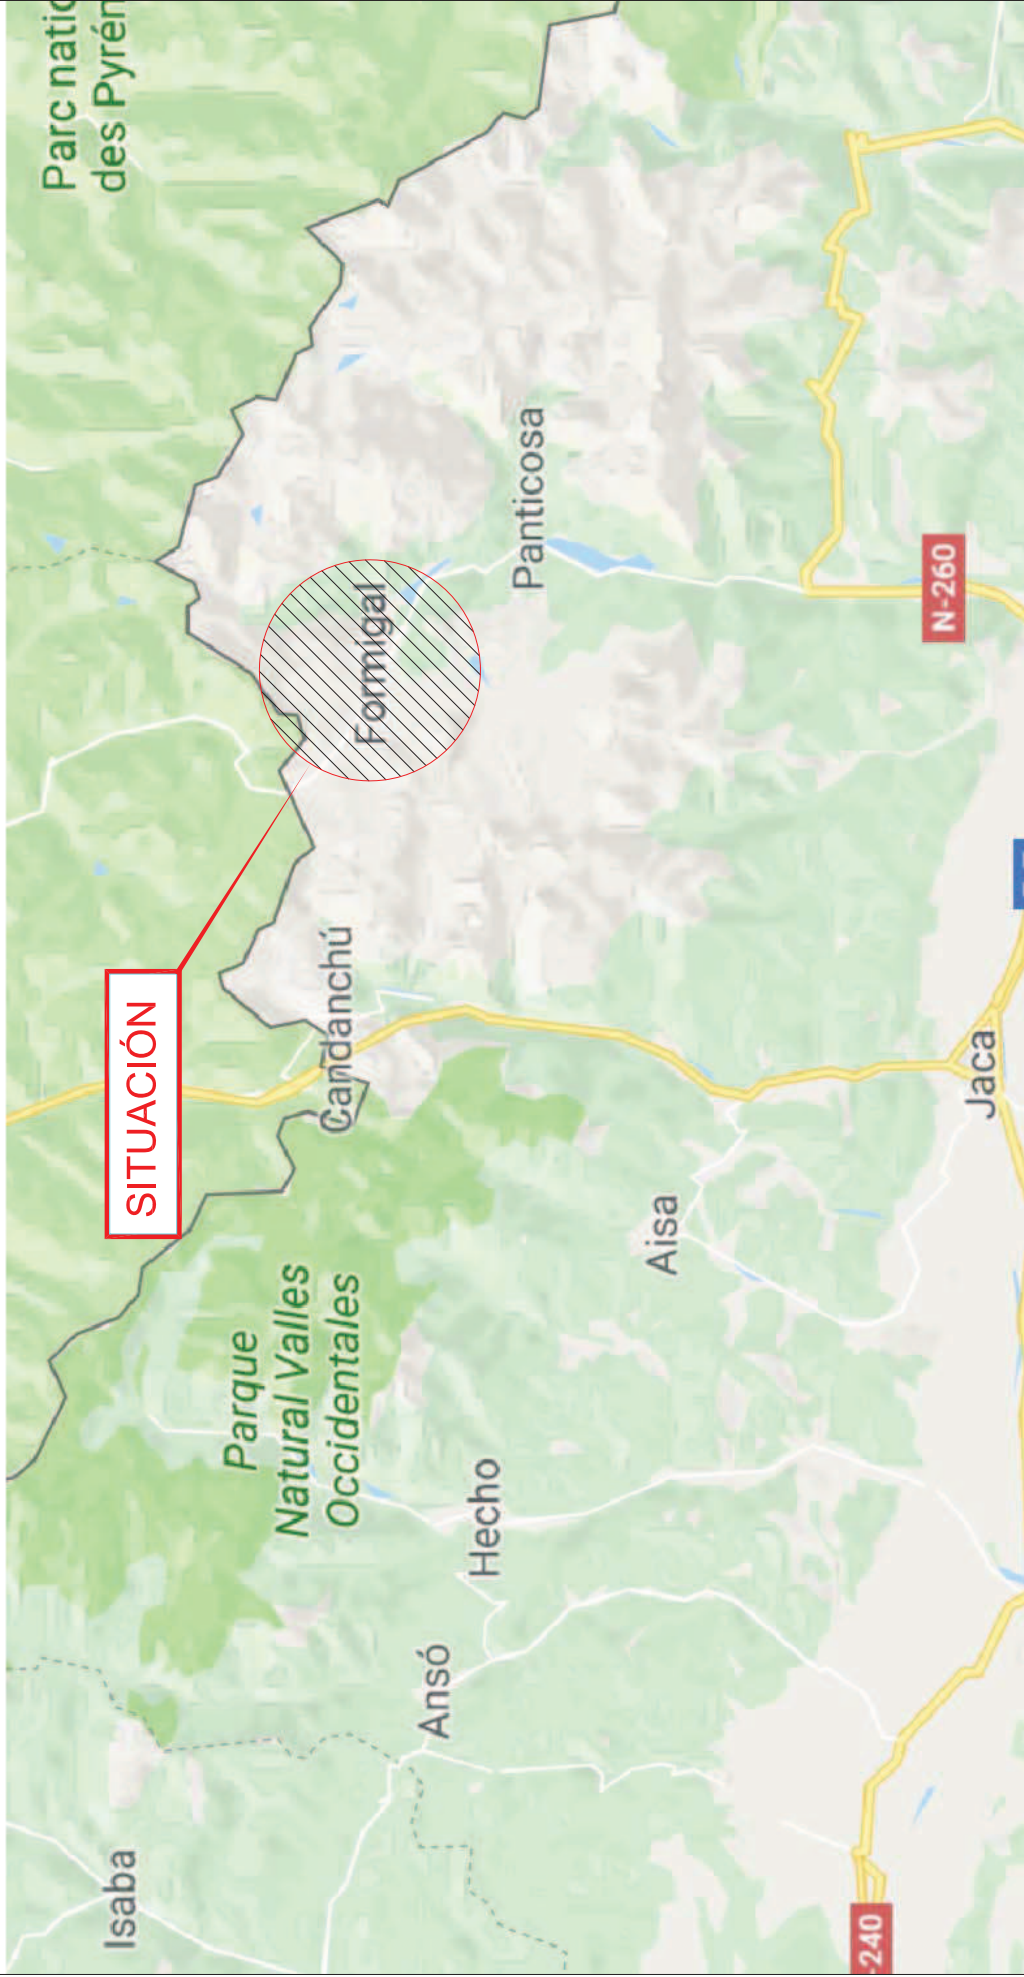 Parc natio
des Pyrén
SITUACIÓN
Formigal
Panticosa
Candanchú
N-260
Parque
Natural Valles
Occidentales
Aisa
Jaca
Hecho
Ansó
Isaba
-240